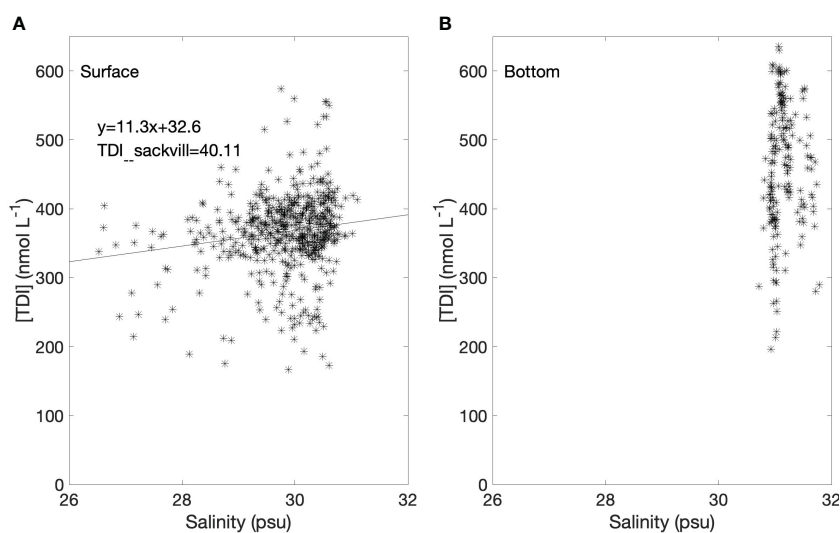 A
Surface
y=11.3x+32.6
TDI__sackvill=40.11
600
500
400
300
200
100
0
[TDI] (nmol L⁻¹)
26
28
30
32
Salinity (psu)
B
Bottom
600
500
400
300
200
100
0
[TDI] (nmol L⁻¹)
26
28
30
32
Salinity (psu)